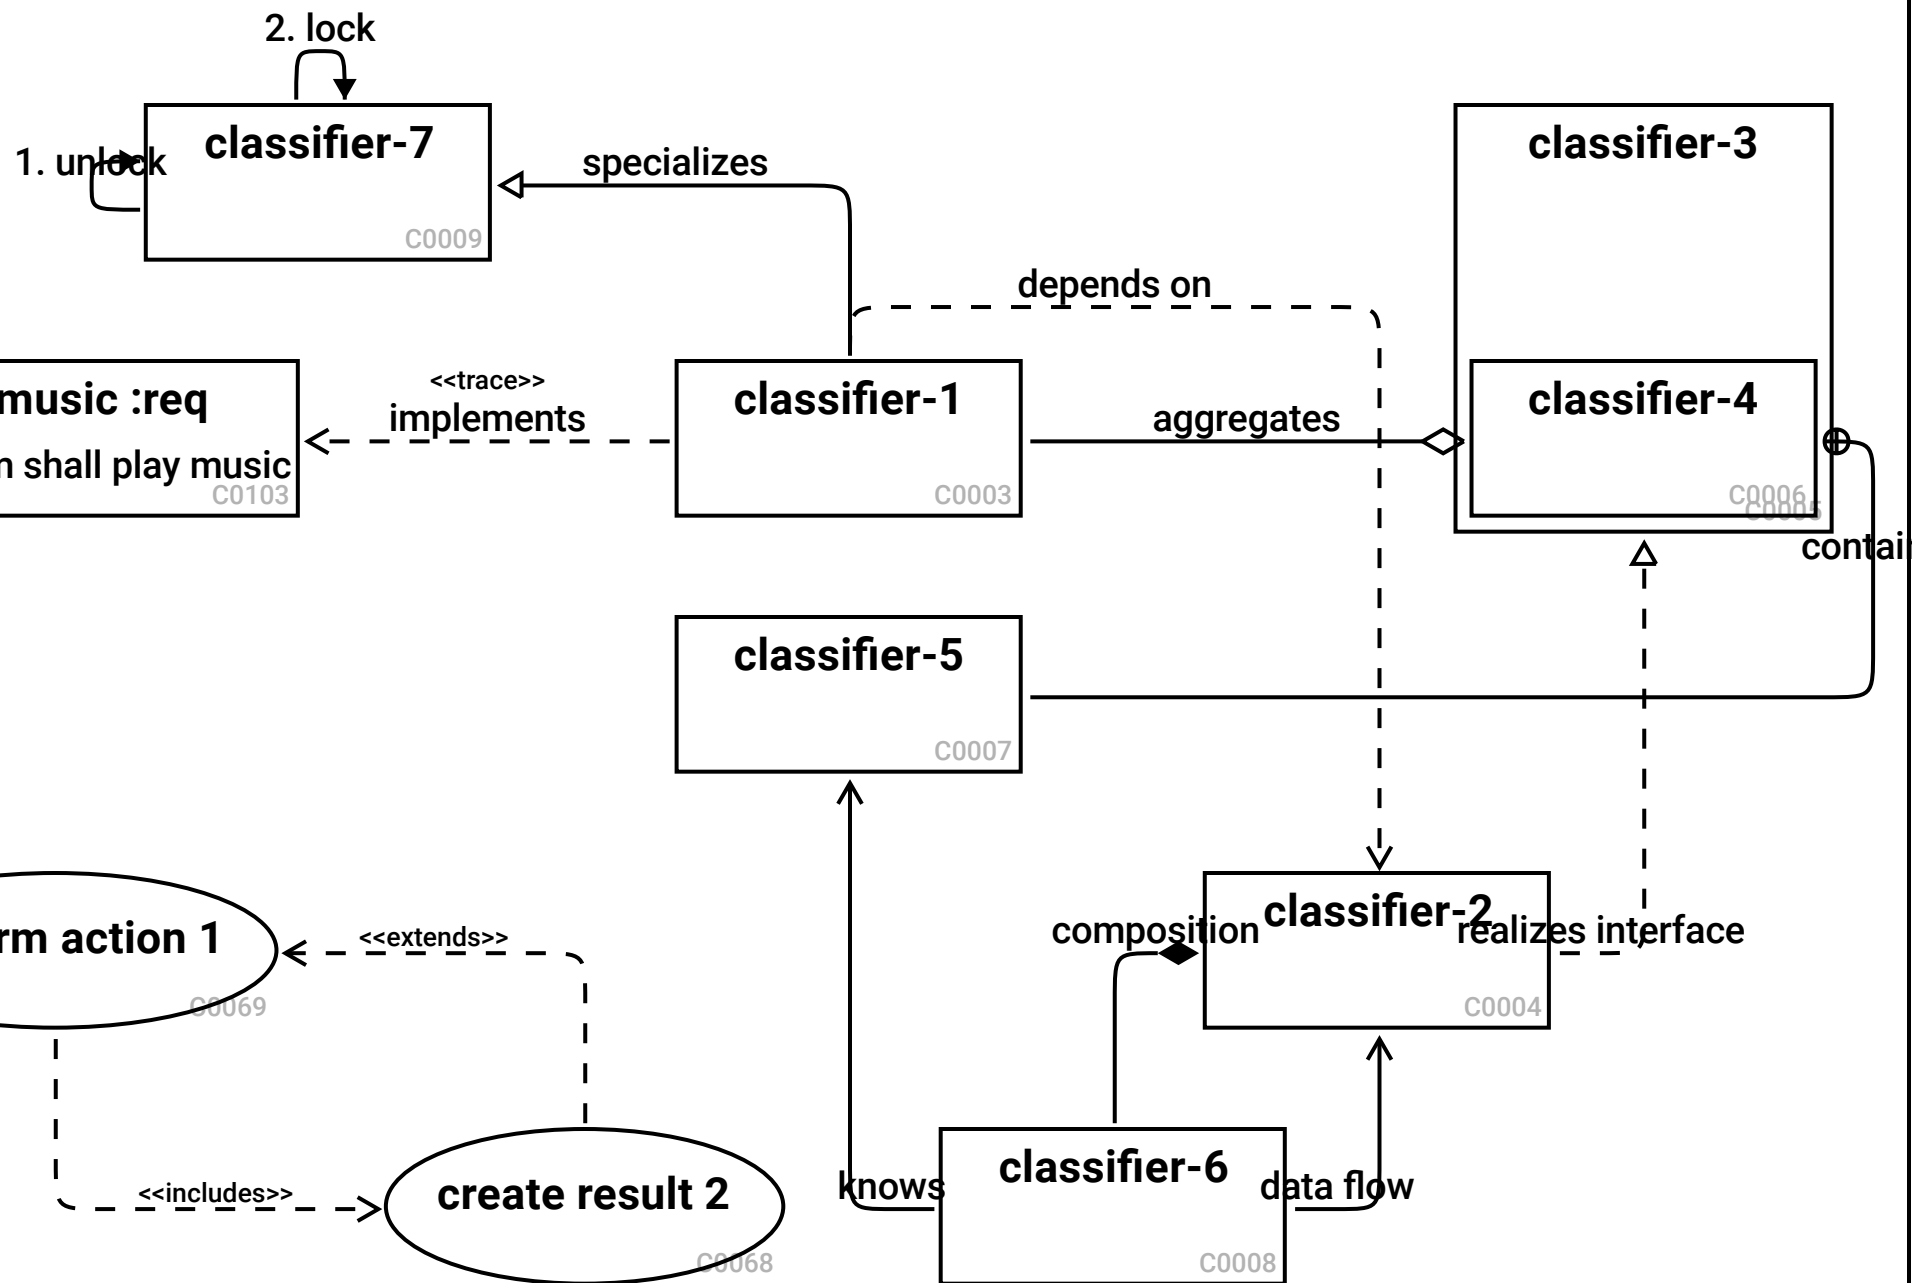 2. lock
classifier-7
classifier-3
1. unlock
specializes
C0009
depends on
<<trace>>
music :req
implements
classifier-1
aggregates
classifier-4
shall play music
C0103
C0003
C0006
C0005
classifier-5
C0007
classifier-2
composition
realizes interface
action 1
<<extends>>
C0069
C0004
classifier-6
knows
data flow
<<includes>>
create result 2
C0068
C0008